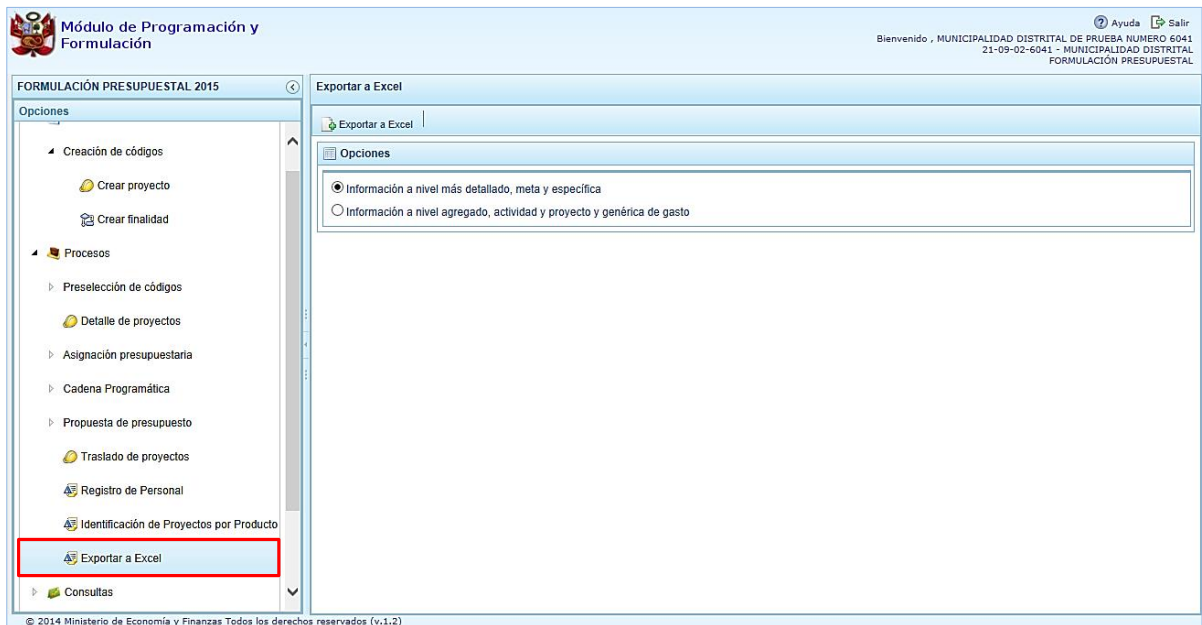 Módulo de Programación y
Formulación
Ayuda Salir
Bienvenido , MUNICIPALIDAD DISTRITAL DE PRUEBA NUMERO 6041
21-09-02-6041 - MUNICIPALIDAD DISTRITAL
FORMULACIÓN PRESUPUESTAL
FORMULACIÓN PRESUPUESTAL 2015
Opciones
Creación de códigos
Crear proyecto
Crear finalidad
Procesos
Preselección de códigos
Detalle de proyectos
Asignación presupuestaria
Cadena Programática
Propuesta de presupuesto
Traslado de proyectos
Registro de Personal
Identificación de Proyectos por Producto
Exportar a Excel
Consultas
Exportar a Excel
Exportar a Excel
Opciones
Información a nivel más detallado, meta y específica
Información a nivel agregado, actividad y proyecto y genérica de gasto
© 2014 Ministerio de Economía y Finanzas Todos los derechos reservados (v.1.2)